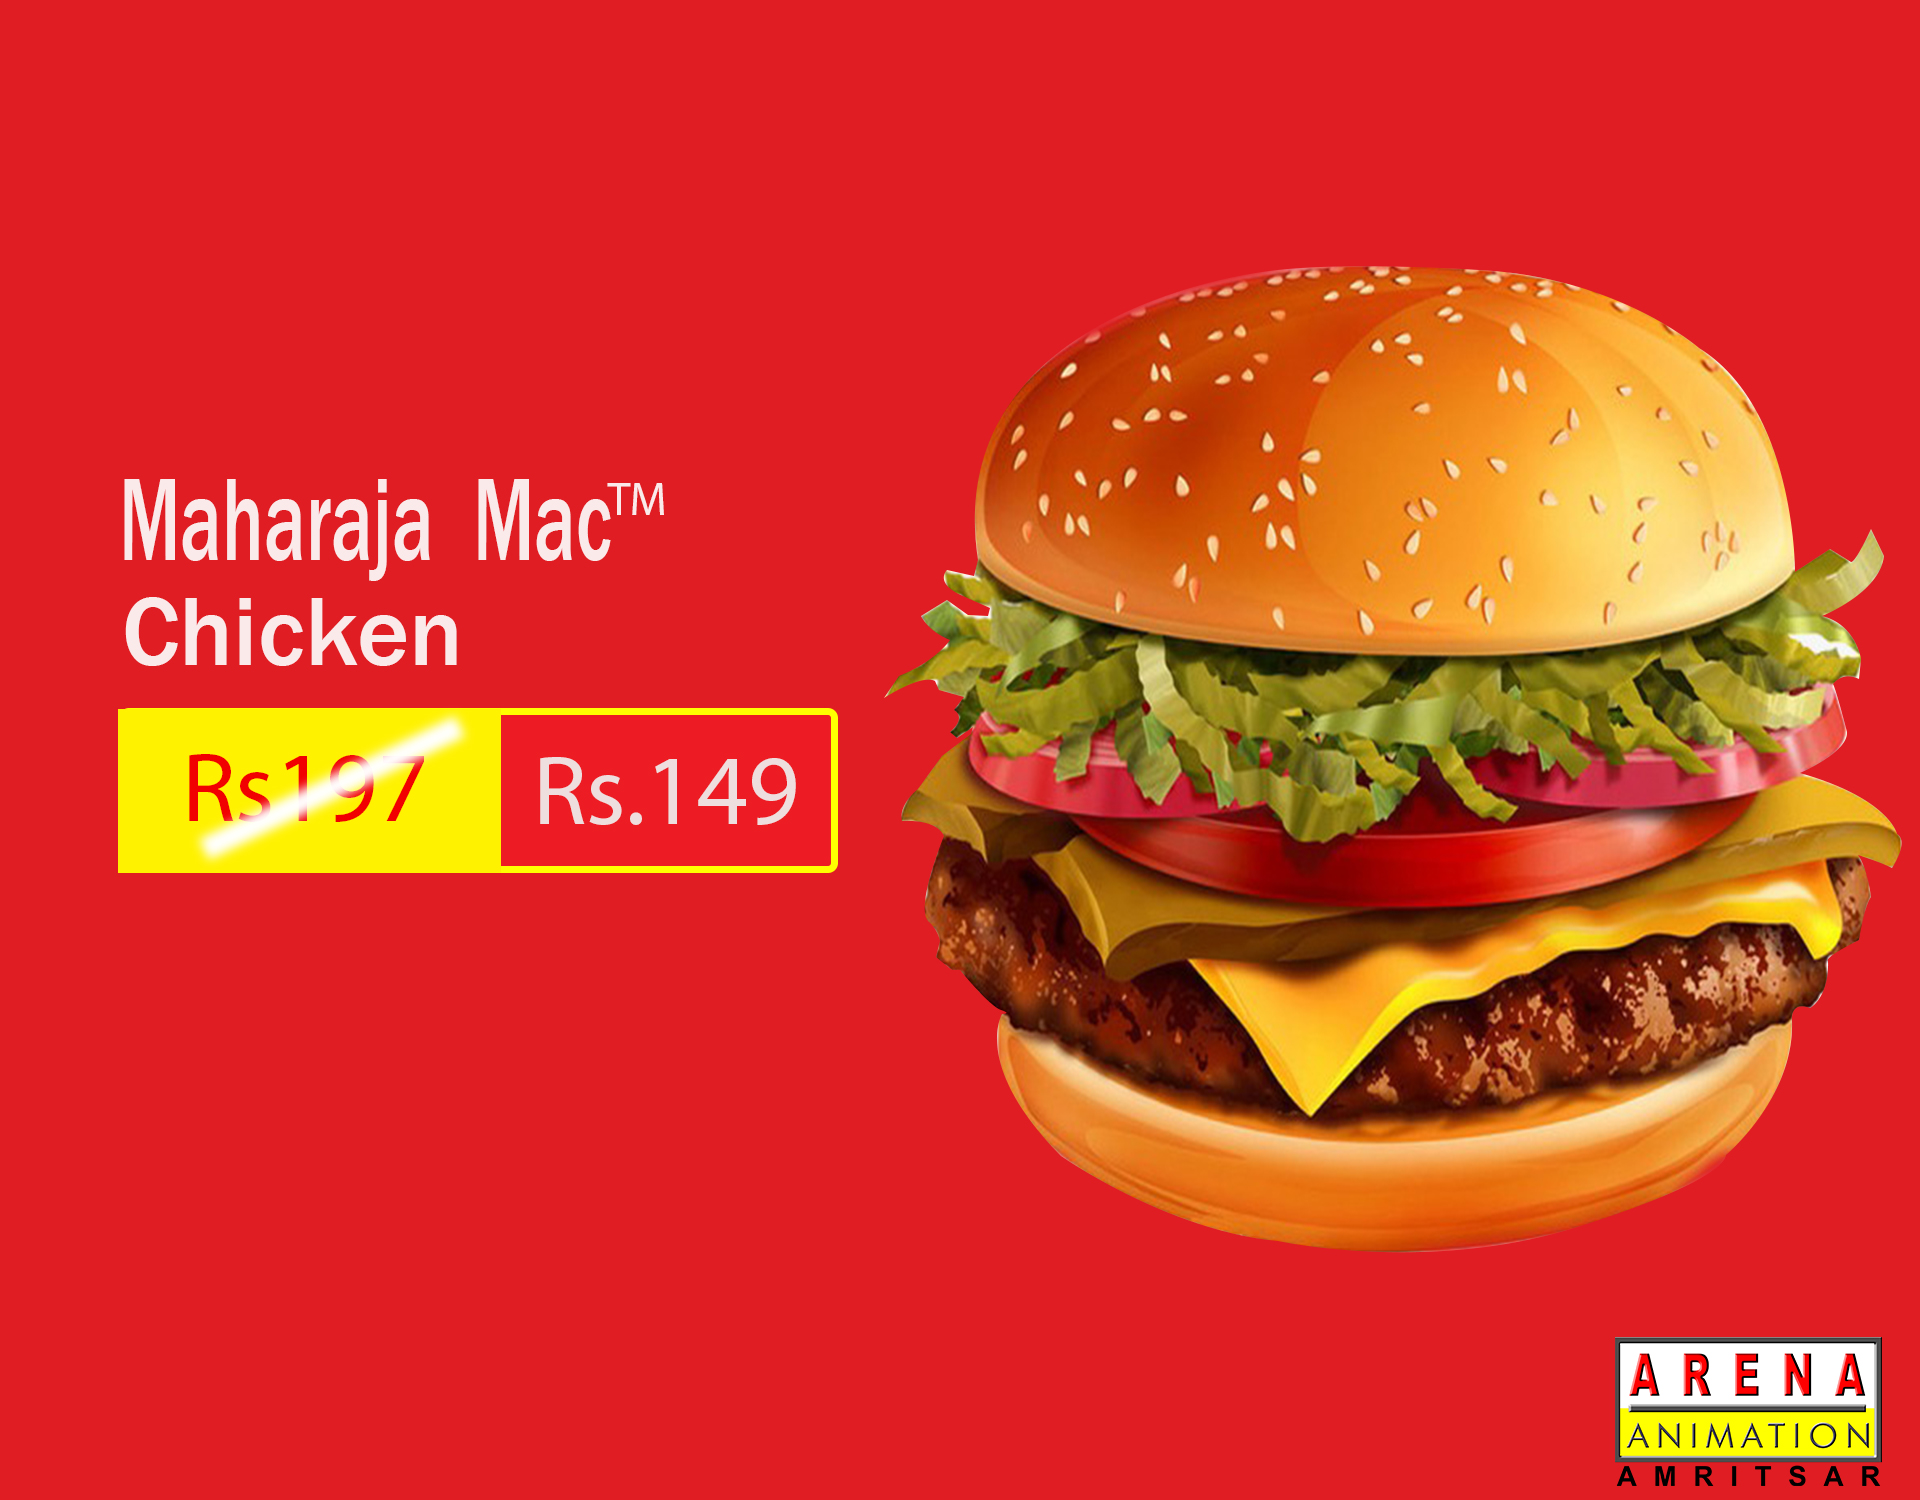 Maharaja Mac™
Chicken
Rs197 Rs.149
ARENA
ANIMATION
AMRITSAR